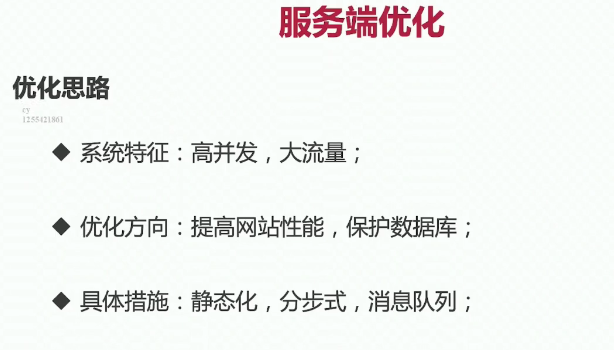 服务端优化
优化思路
cy
1255421861
◆ 系统特征：高并发，大流量；
◆ 优化方向：提高网站性能，保护数据库；
◆ 具体措施：静态化，分步式，消息队列；